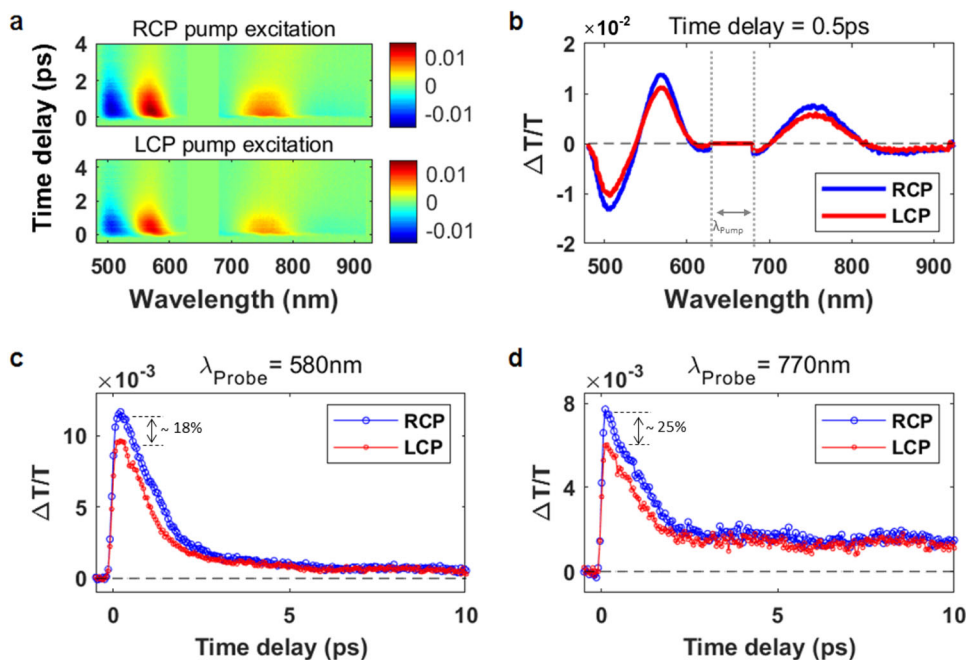 a
RCP pump excitation
4
2
0
0.01
0
-0.01
LCP pump excitation
4
2
0
0.01
0
-0.01
Time delay (ps)
500 600 700 800 900
Wavelength (nm)
b
×10-2
Time delay = 0.5ps
2
1
0
-1
-2
ΔT/T
λPump
RCP
LCP
500 600 700 800 900
Wavelength (nm)
c
×10-3
λProbe = 580nm
10
5
0
ΔT/T
~ 18%
RCP
LCP
0 5 10
Time delay (ps)
d
×10-3
λProbe = 770nm
8
4
0
ΔT/T
~ 25%
RCP
LCP
0 5 10
Time delay (ps)